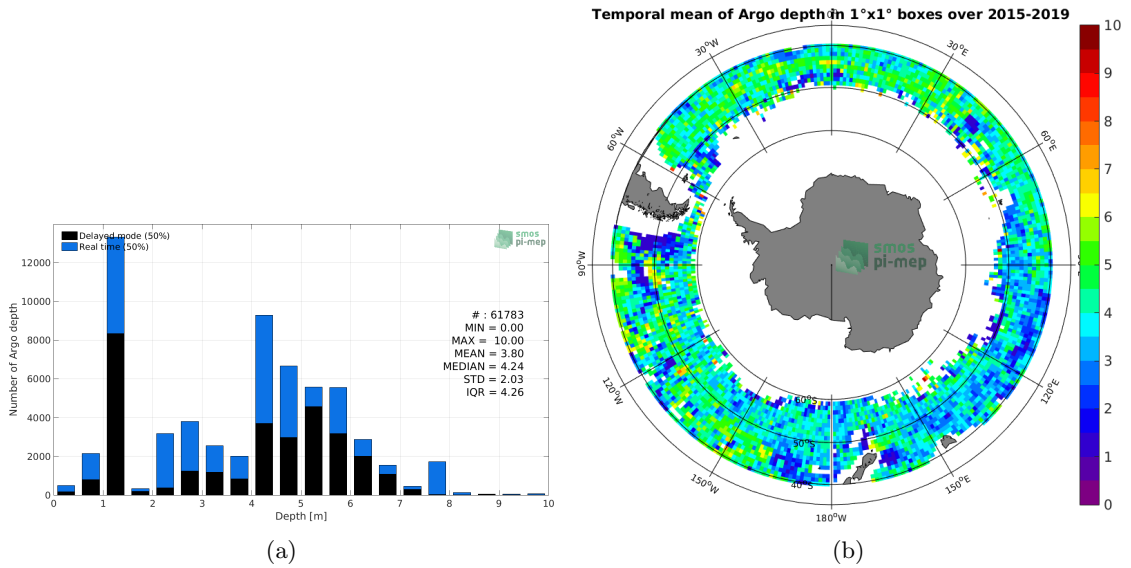 Delayed mode (50%)
Real time (50%)
smos
pi-mep
# : 61783
MIN = 0.00
MAX = 10.00
MEAN = 3.80
MEDIAN = 4.24
STD = 2.03
IQR = 4.26
Number of Argo depth
12000
10000
8000
6000
4000
2000
0
0 1 2 3 4 5 6 7 8 9 10
Depth [m]
(a)
Temporal mean of Argo depth in 1°x1° boxes over 2015-2019
30°W
30°E
60°W
60°E
90°W
120°W
120°E
150°W
150°E
180°W
60°S
50°S
40°S
smos
pi-mep
10
9
8
7
6
5
4
3
2
1
0
(b)